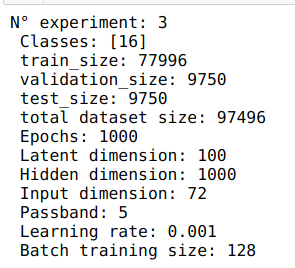 N° experiment: 3
Classes: [16]
train_size: 77996
validation_size: 9750
test_size: 9750
total dataset size: 97496
Epochs: 1000
Latent dimension: 100
Hidden dimension: 1000
Input dimension: 72
Passband: 5
Learning rate: 0.001
Batch training size: 128